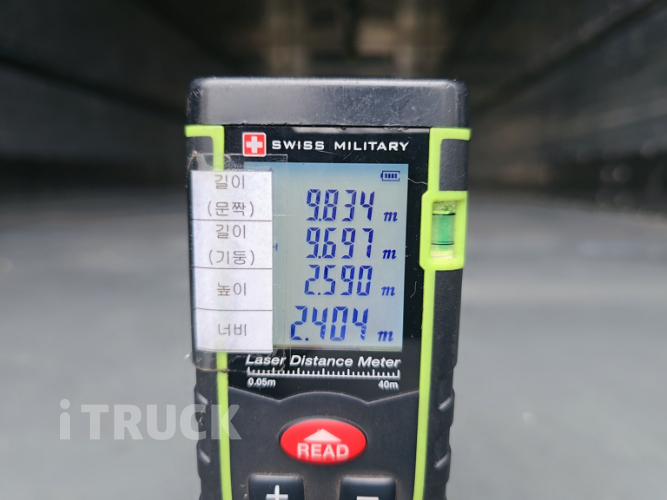 SWISS MILITARY
길이
(문짝)
9.834 m
길이
(기둥)
9.697 m
높이
2.590 m
너비
2.404 m
Laser Distance Meter
0.05m 40m
iTRUCK
READ
+ −